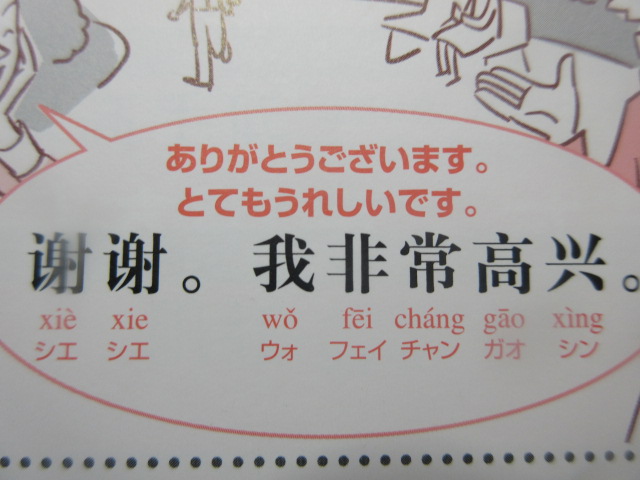 ありがとうございます。
とてもうれしいです。
谢谢。我非常高兴。
xiè xie wǒ fēi cháng gāo xìng
シエ シエ ウォ フェイ チャン ガオ シン